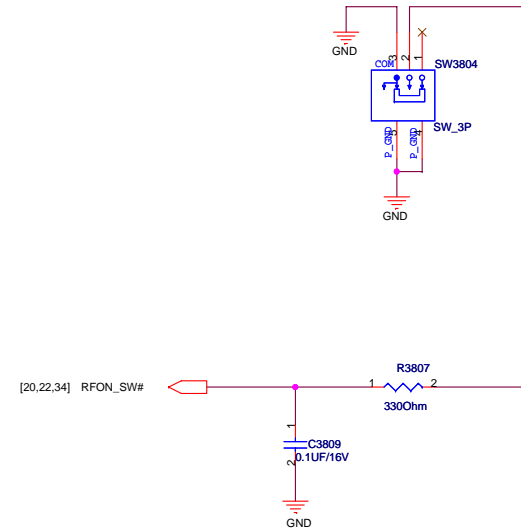 GND
3
2
1
COM
SW3804
SW_3P
5
4
P_GND
P_GND
GND
R3807
[20,22,34] RFON_SW#
1
2
330Ohm
1
C3809
0.1UF/16V
2
GND